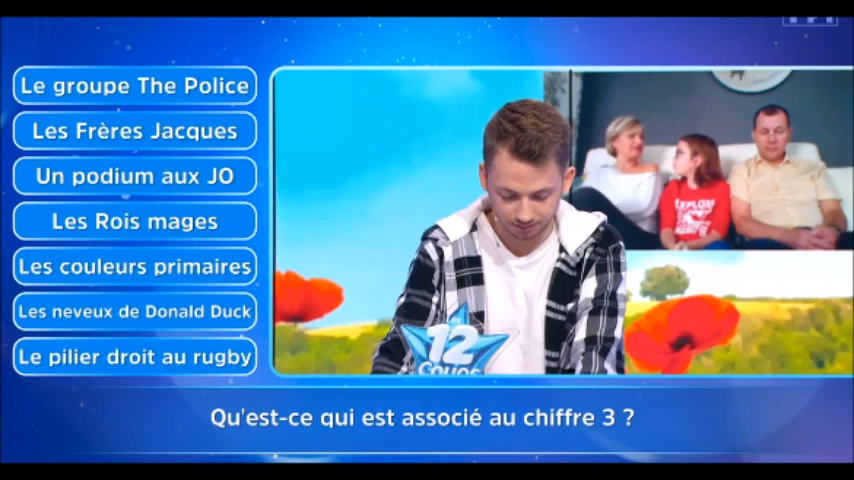 TF1
Le groupe The Police
Les Frères Jacques
Un podium aux JO
Les Rois mages
Les couleurs primaires
Les neveux de Donald Duck
Le pilier droit au rugby
EXPLORE
12
COUPS
Qu'est-ce qui est associé au chiffre 3 ?